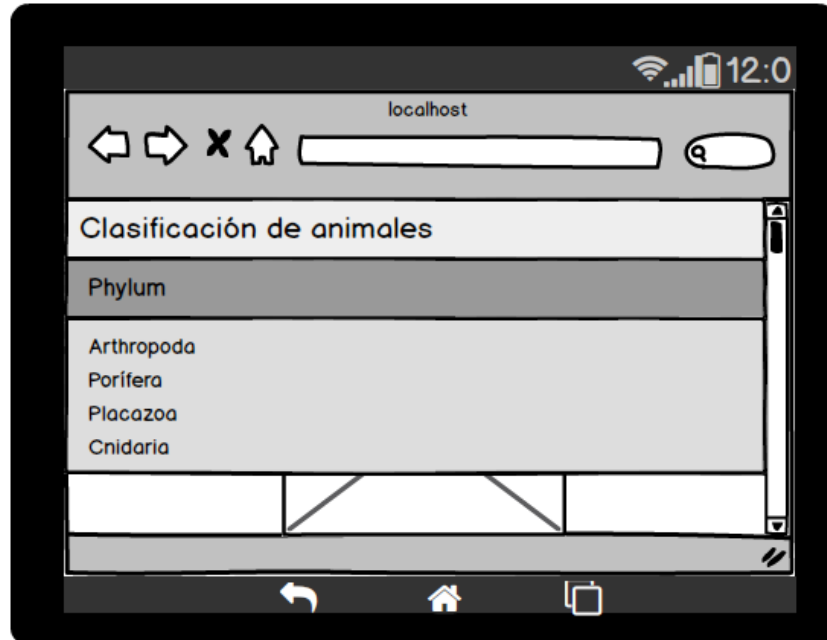 12:0
localhost
Clasificación de animales
Phylum
Arthropoda
Porífera
Placazoa
Cnidaria